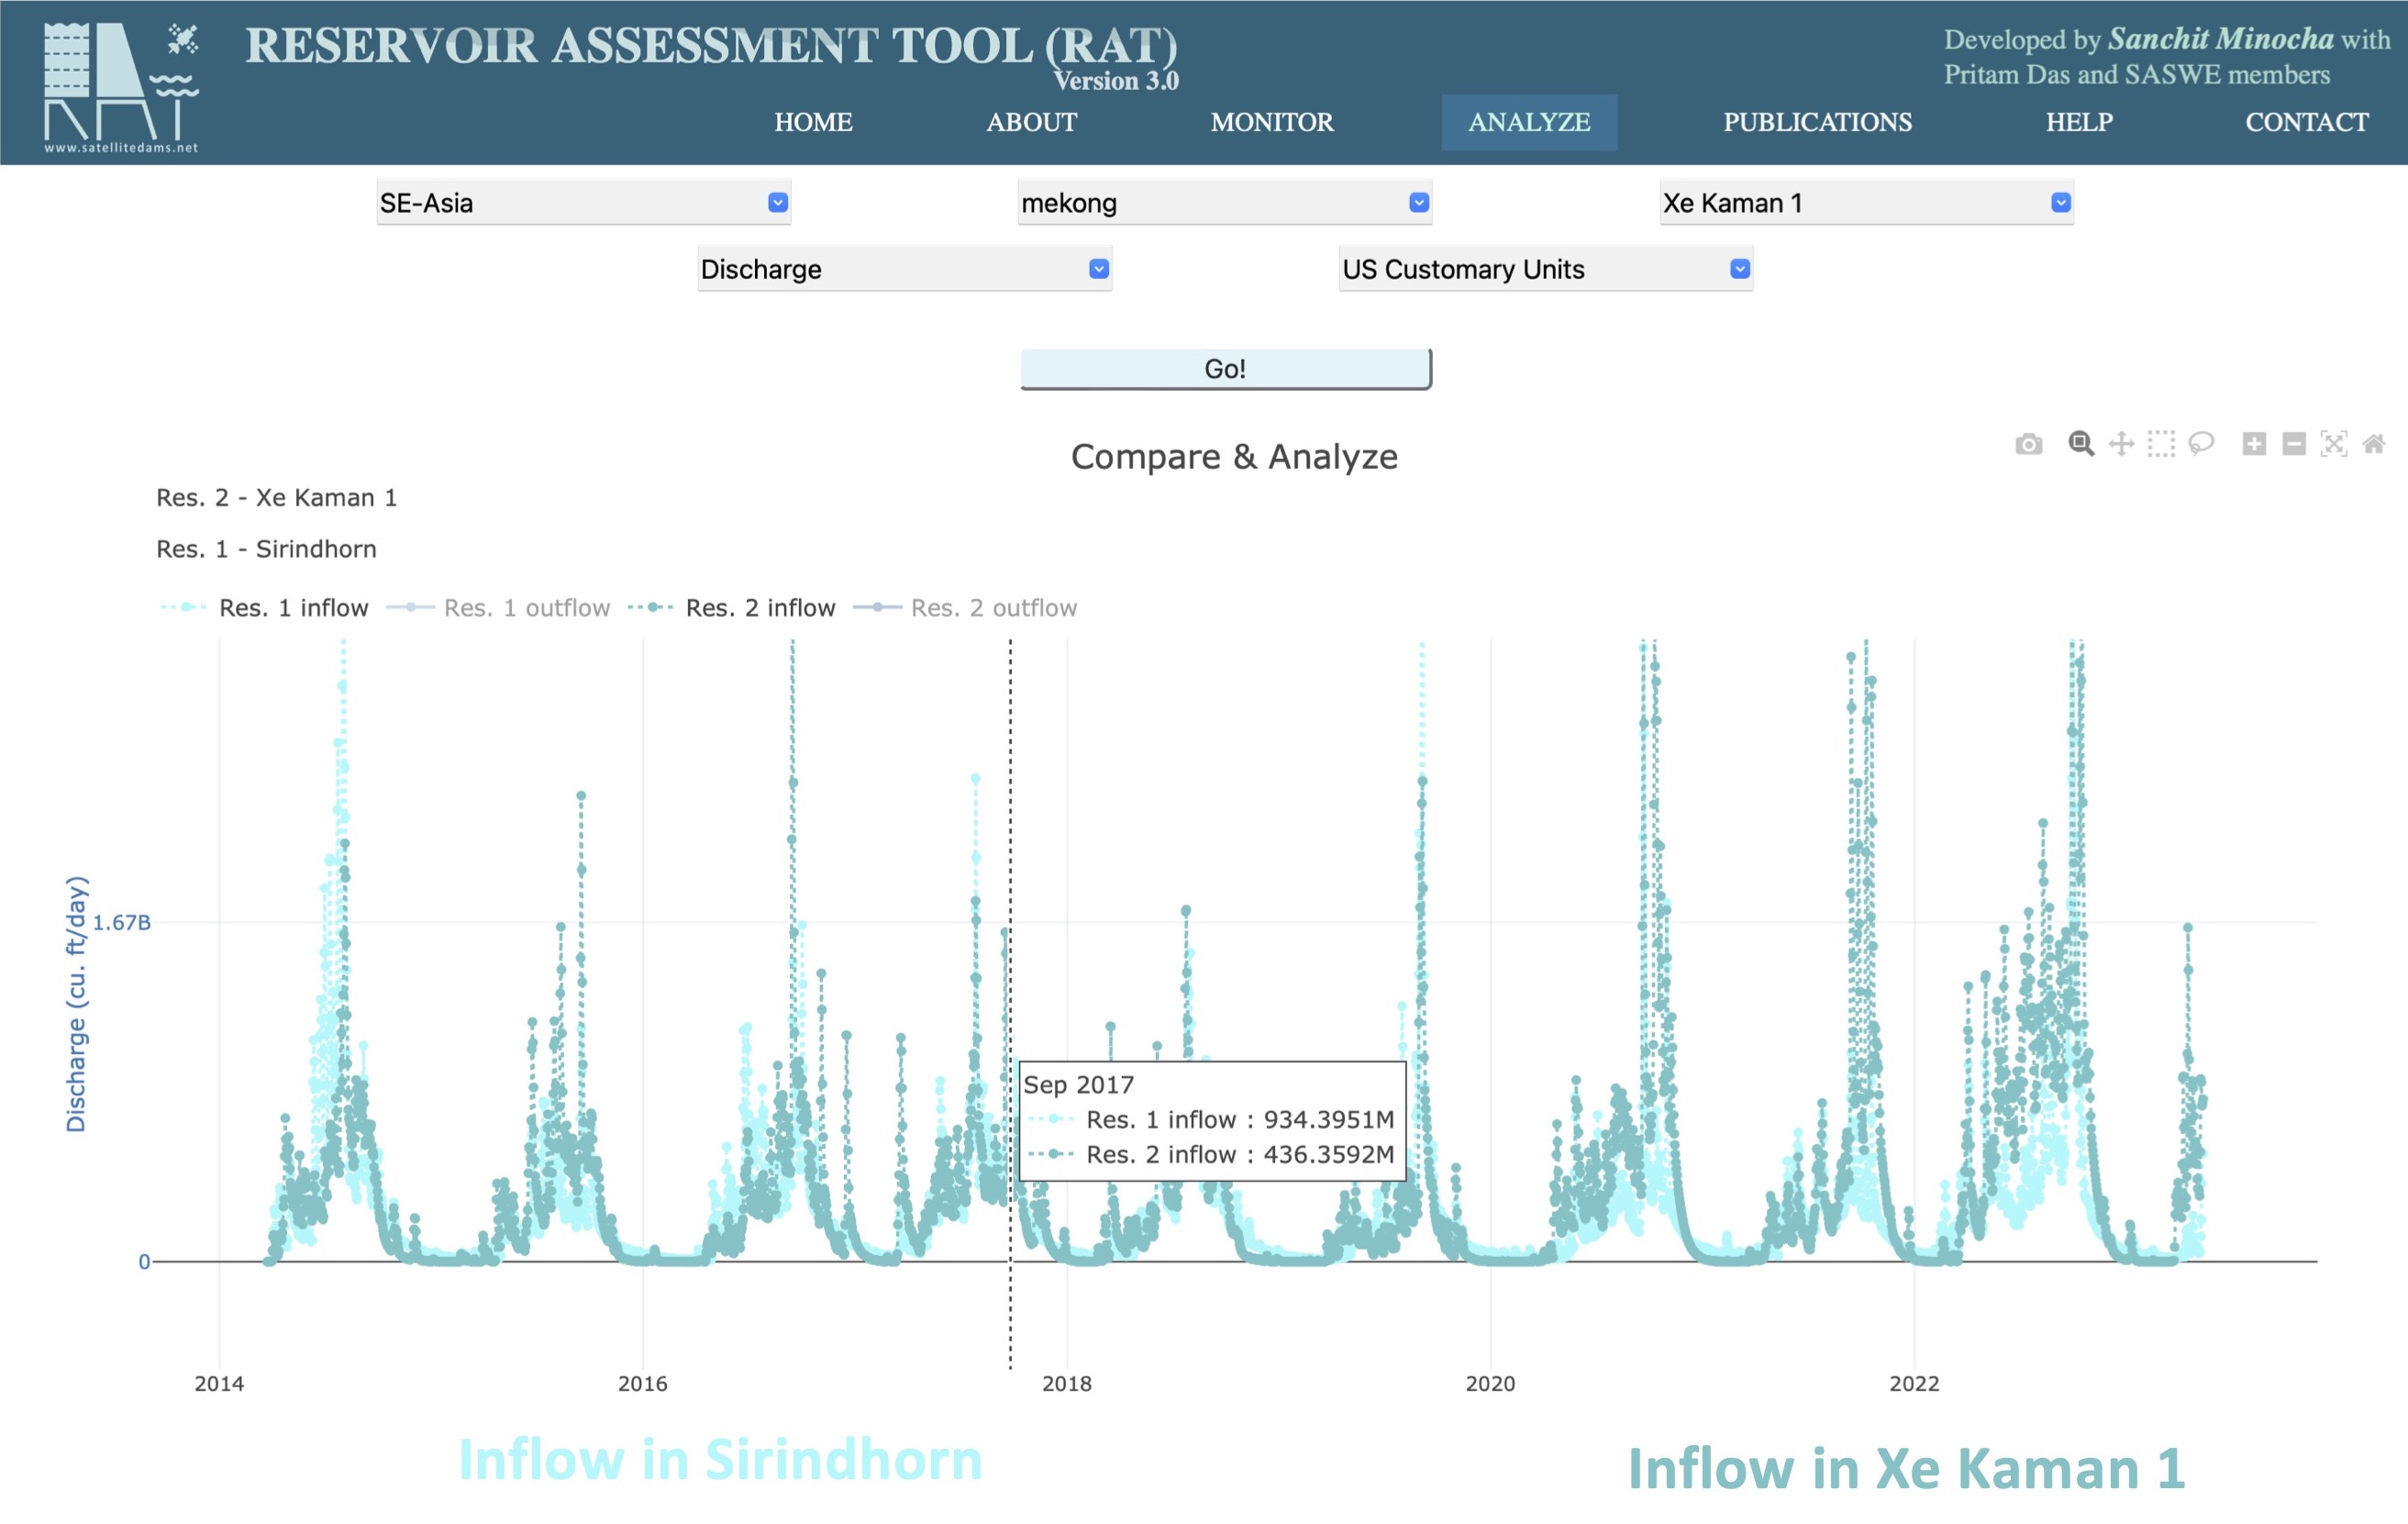 RESERVOIR ASSESSMENT TOOL (RAT)
Version 3.0
Developed by Sanchit Minocha with
Pritam Das and SASWE members
RAT
www.satellitedams.net
HOME ABOUT MONITOR ANALYZE PUBLICATIONS HELP CONTACT
SE-Asia mekong Xe Kaman 1
Discharge US Customary Units
Go!
Compare & Analyze
Res. 2 - Xe Kaman 1
Res. 1 - Sirindhorn
Res. 1 inflow Res. 1 outflow Res. 2 inflow Res. 2 outflow
Discharge (cu. ft/day)
1.67B
0
Sep 2017
Res. 1 inflow : 934.3951M
Res. 2 inflow : 436.3592M
2014 2016 2018 2020 2022
Inflow in Sirindhorn
Inflow in Xe Kaman 1